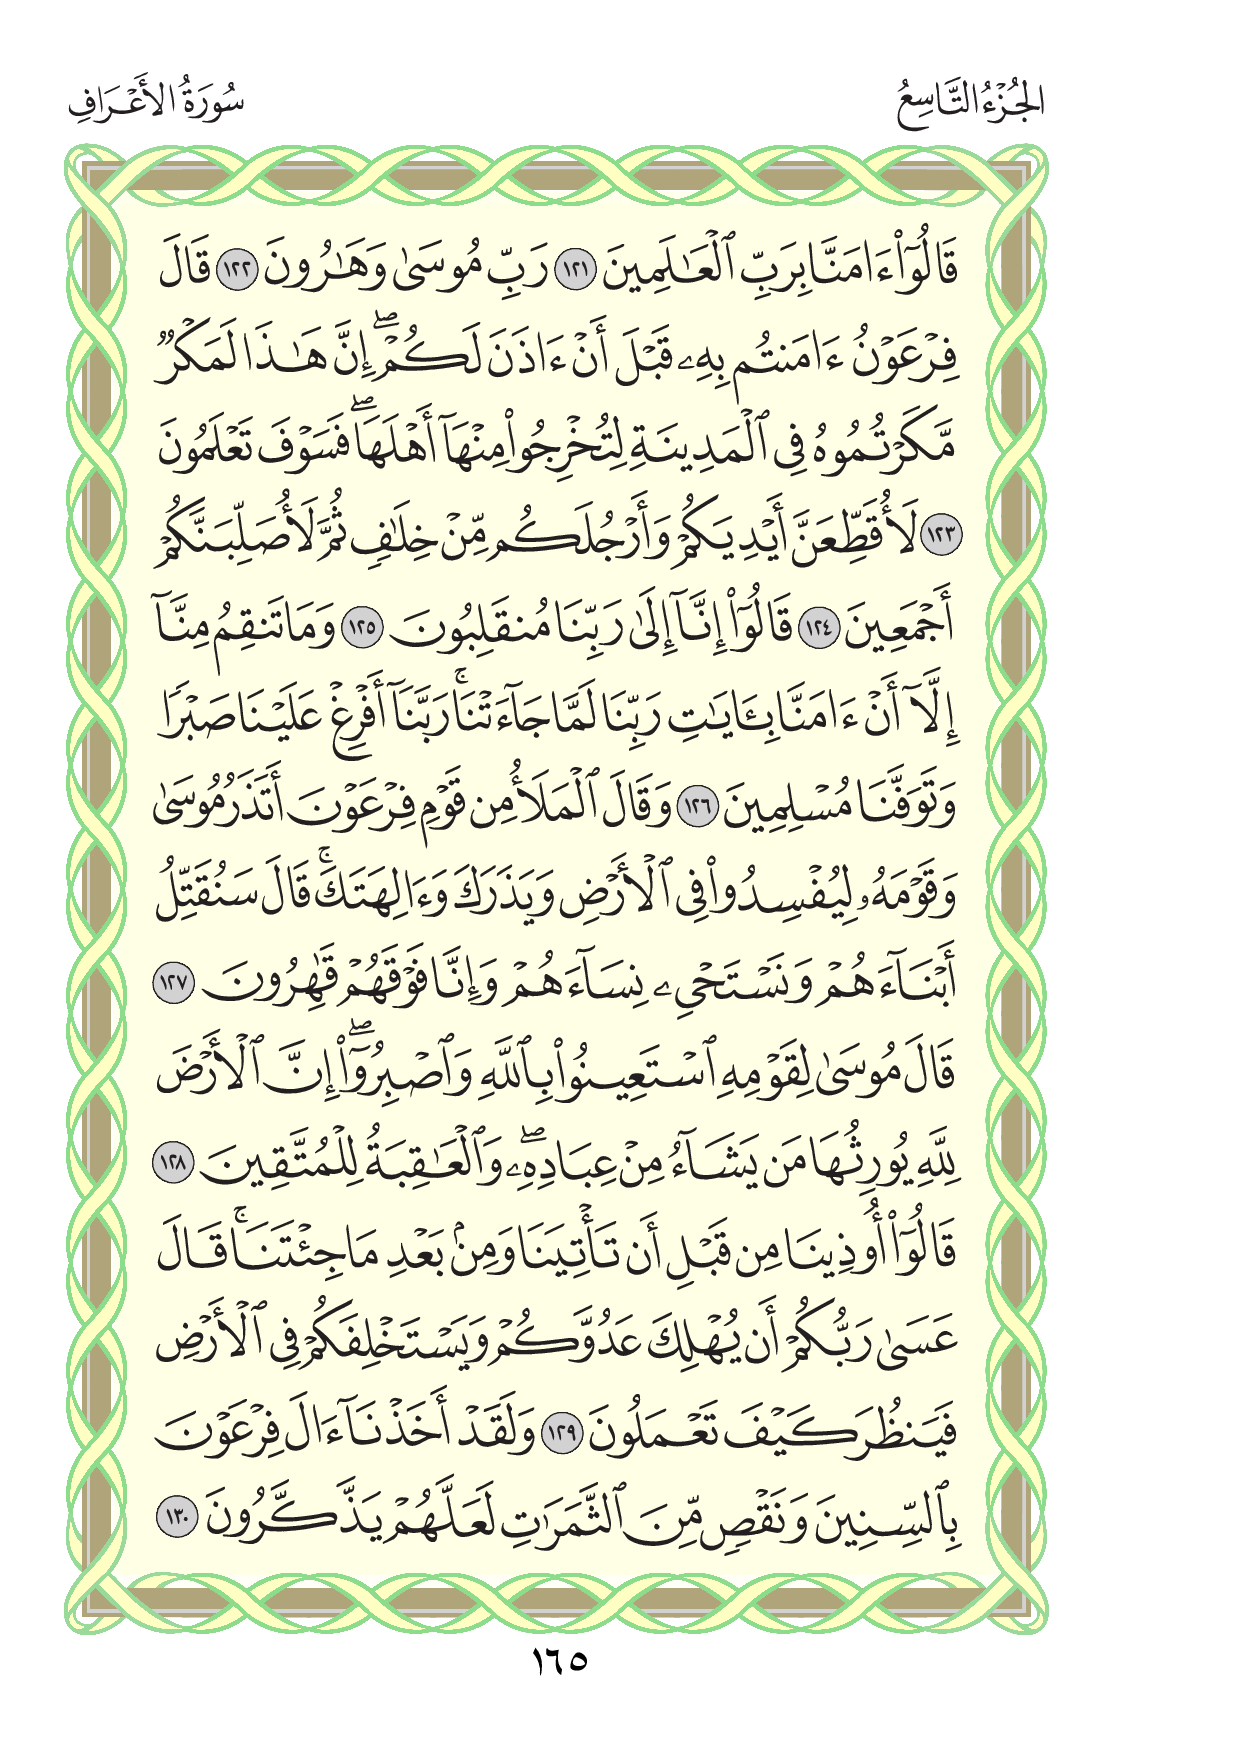 الجُزْءُ التَّاسِعُ
سُورَةُ الأَعْرَافِ
قَالُوٓاْ ءَامَنَّا بِرَبِّ ٱلْعَٰلَمِينَ ١٢١ رَبِّ مُوسَىٰ وَهَٰرُونَ ١٢٢ قَالَ
فِرْعَوْنُ ءَامَنتُم بِهِۦ قَبْلَ أَنْ ءَاذَنَ لَكُمْۖ إِنَّ هَٰذَا لَمَكْرٞ
مَّكَرْتُمُوهُ فِي ٱلْمَدِينَةِ لِتُخْرِجُواْ مِنْهَآ أَهْلَهَاۖ فَسَوْفَ تَعْلَمُونَ
١٢٣ لَأُقَطِّعَنَّ أَيْدِيَكُمْ وَأَرْجُلَكُم مِّنْ خِلَٰفٖ ثُمَّ لَأُصَلِّبَنَّكُمْ
أَجْمَعِينَ ١٢٤ قَالُوٓاْ إِنَّآ إِلَىٰ رَبِّنَا مُنقَلِبُونَ ١٢٥ وَمَا تَنقِمُ مِنَّآ
إِلَّآ أَنْ ءَامَنَّا بِـَٔايَٰتِ رَبِّنَا لَمَّا جَآءَتْنَاۚ رَبَّنَآ أَفْرِغْ عَلَيْنَا صَبْرٗا
وَتَوَفَّنَا مُسْلِمِينَ ١٢٦ وَقَالَ ٱلْمَلَأُ مِن قَوْمِ فِرْعَوْنَ أَتَذَرُ مُوسَىٰ
وَقَوْمَهُۥ لِيُفْسِدُواْ فِي ٱلْأَرْضِ وَيَذَرَكَ وَءَالِهَتَكَۚ قَالَ سَنُقَتِّلُ
أَبْنَآءَهُمْ وَنَسْتَحْيِۦ نِسَآءَهُمْ وَإِنَّا فَوْقَهُمْ قَٰهِرُونَ ١٢٧
قَالَ مُوسَىٰ لِقَوْمِهِ ٱسْتَعِينُواْ بِٱللَّهِ وَٱصْبِرُوٓاْۖ إِنَّ ٱلْأَرْضَ
لِلَّهِ يُورِثُهَا مَن يَشَآءُ مِنْ عِبَادِهِۦۖ وَٱلْعَٰقِبَةُ لِلْمُتَّقِينَ ١٢٨
قَالُوٓاْ أُوذِينَا مِن قَبْلِ أَن تَأْتِيَنَا وَمِنۢ بَعْدِ مَا جِئْتَنَاۚ قَالَ
عَسَىٰ رَبُّكُمْ أَن يُهْلِكَ عَدُوَّكُمْ وَيَسْتَخْلِفَكُمْ فِي ٱلْأَرْضِ
فَيَنظُرَ كَيْفَ تَعْمَلُونَ ١٢٩ وَلَقَدْ أَخَذْنَآ ءَالَ فِرْعَوْنَ
بِٱلسِّنِينَ وَنَقْصٖ مِّنَ ٱلثَّمَرَٰتِ لَعَلَّهُمْ يَذَّكَّرُونَ ١٣٠
١٦٥